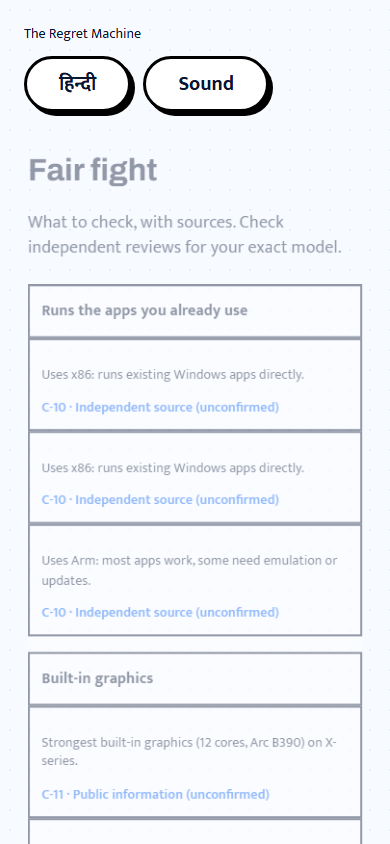 The Regret Machine
हिन्दी
Sound
Fair fight
What to check, with sources. Check
independent reviews for your exact model.
Runs the apps you already use
Uses x86: runs existing Windows apps directly.
C-10 · Independent source (unconfirmed)
Uses x86: runs existing Windows apps directly.
C-10 · Independent source (unconfirmed)
Uses Arm: most apps work, some need emulation or
updates.
C-10 · Independent source (unconfirmed)
Built-in graphics
Strongest built-in graphics (12 cores, Arc B390) on X-
series.
C-11 · Public information (unconfirmed)